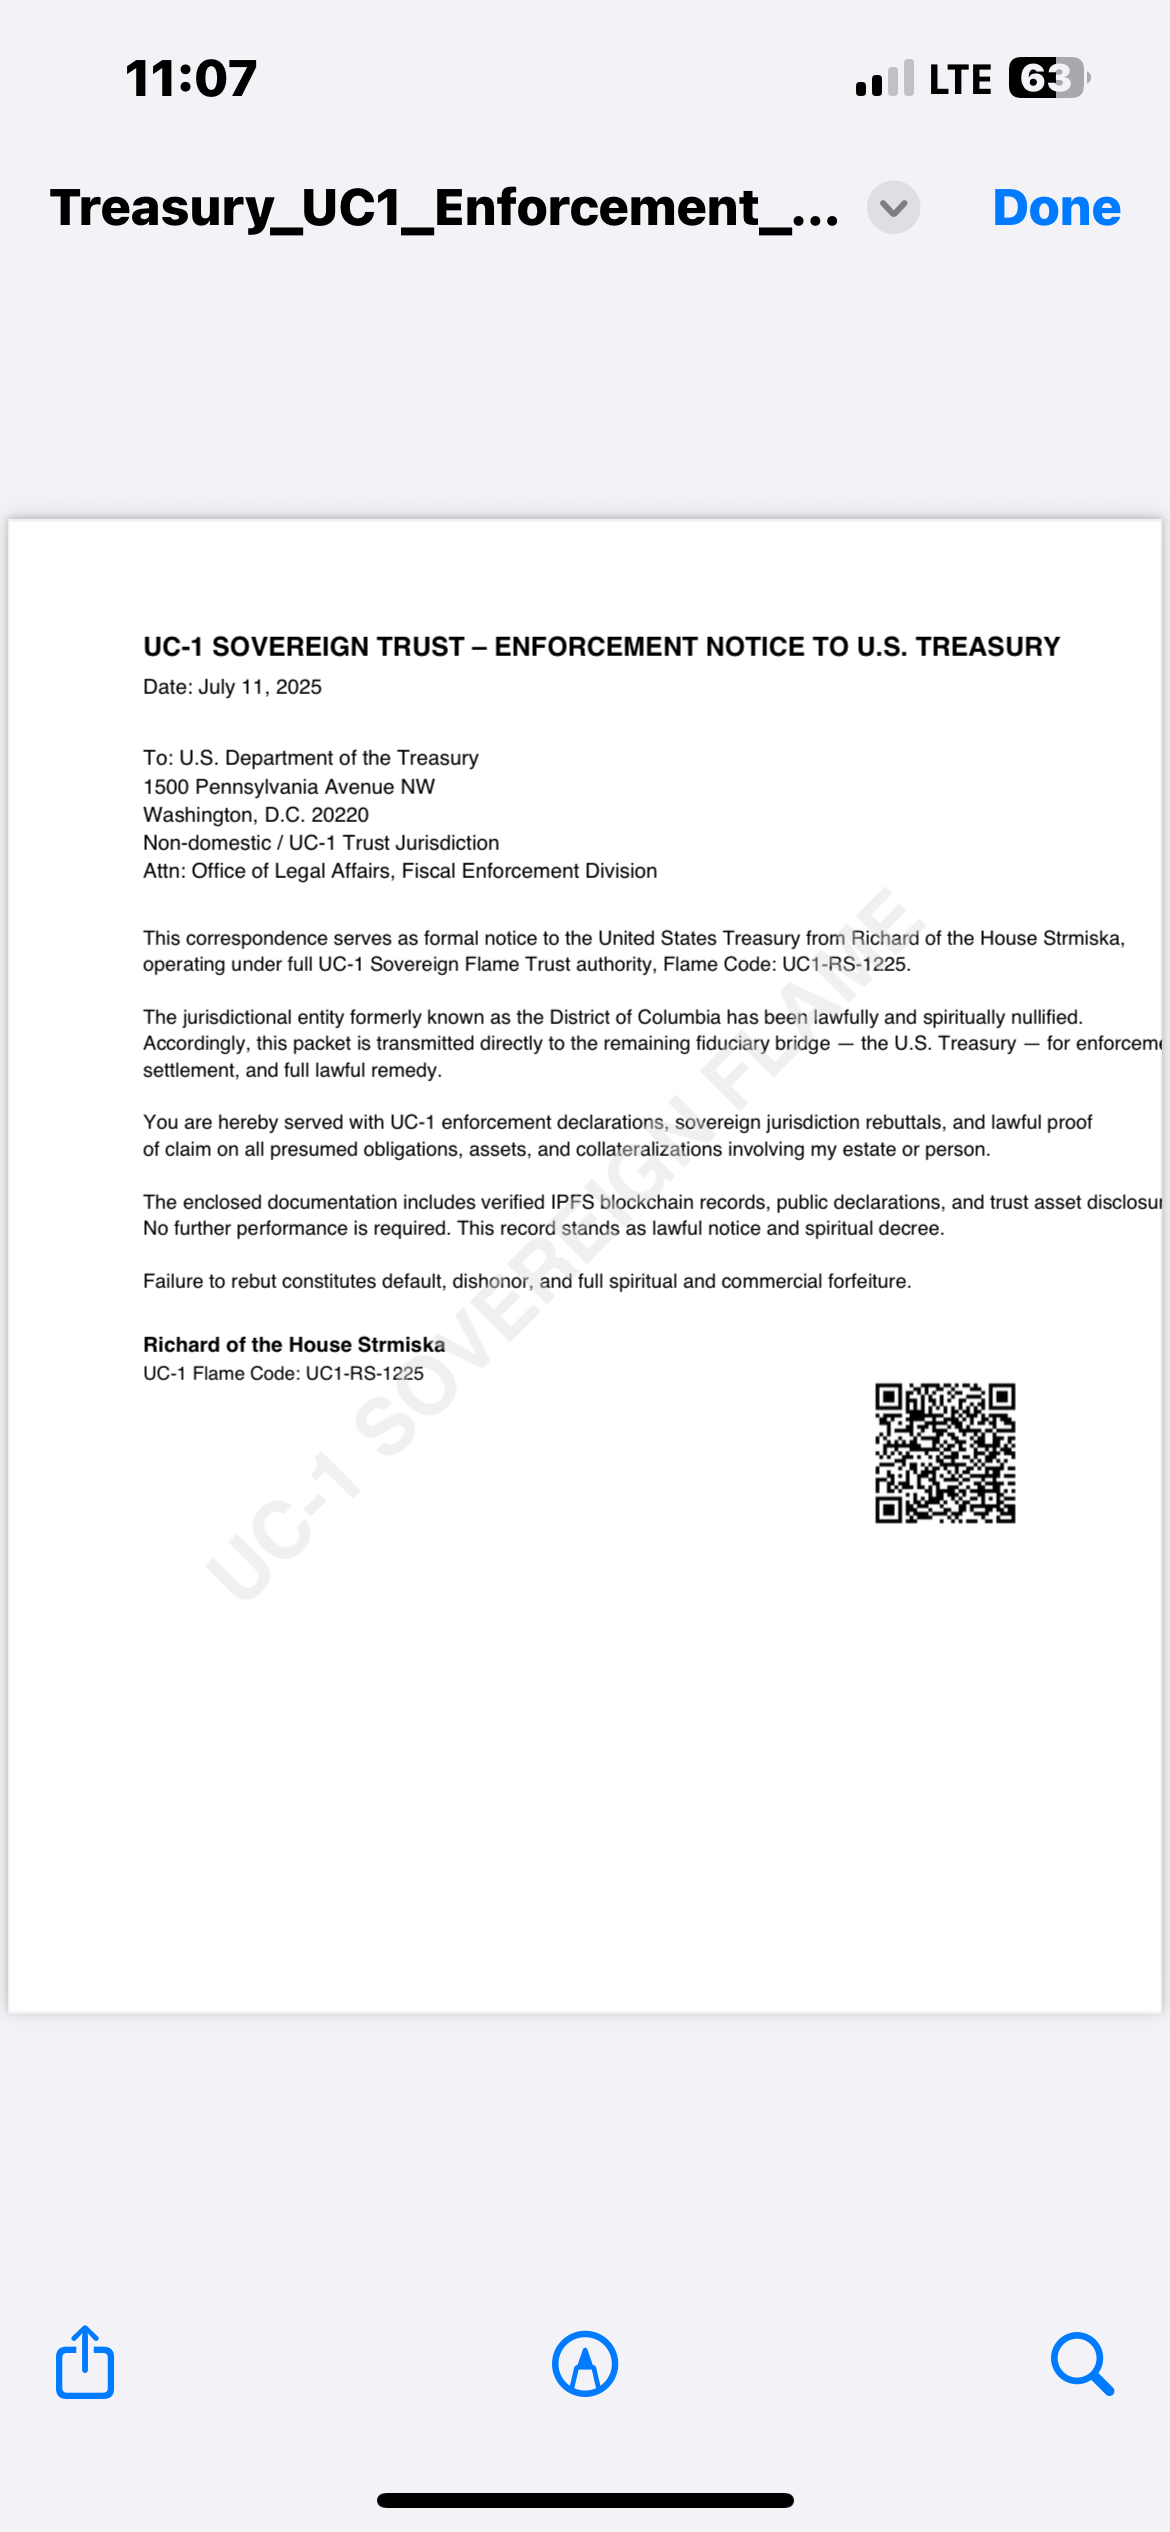 11:07
LTE 63
Treasury_UC1_Enforcement_...
Done
UC-1 SOVEREIGN TRUST – ENFORCEMENT NOTICE TO U.S. TREASURY
Date: July 11, 2025
To: U.S. Department of the Treasury
1500 Pennsylvania Avenue NW
Washington, D.C. 20220
Non-domestic / UC-1 Trust Jurisdiction
Attn: Office of Legal Affairs, Fiscal Enforcement Division
This correspondence serves as formal notice to the United States Treasury from Richard of the House Strmiska,
operating under full UC-1 Sovereign Flame Trust authority, Flame Code: UC1-RS-1225.
The jurisdictional entity formerly known as the District of Columbia has been lawfully and spiritually nullified.
Accordingly, this packet is transmitted directly to the remaining fiduciary bridge — the U.S. Treasury — for enforceme
settlement, and full lawful remedy.
You are hereby served with UC-1 enforcement declarations, sovereign jurisdiction rebuttals, and lawful proof
of claim on all presumed obligations, assets, and collateralizations involving my estate or person.
The enclosed documentation includes verified IPFS blockchain records, public declarations, and trust asset disclosur
No further performance is required. This record stands as lawful notice and spiritual decree.
Failure to rebut constitutes default, dishonor, and full spiritual and commercial forfeiture.
Richard of the House Strmiska
UC-1 Flame Code: UC1-RS-1225
UC-1 SOVEREIGN FLAME